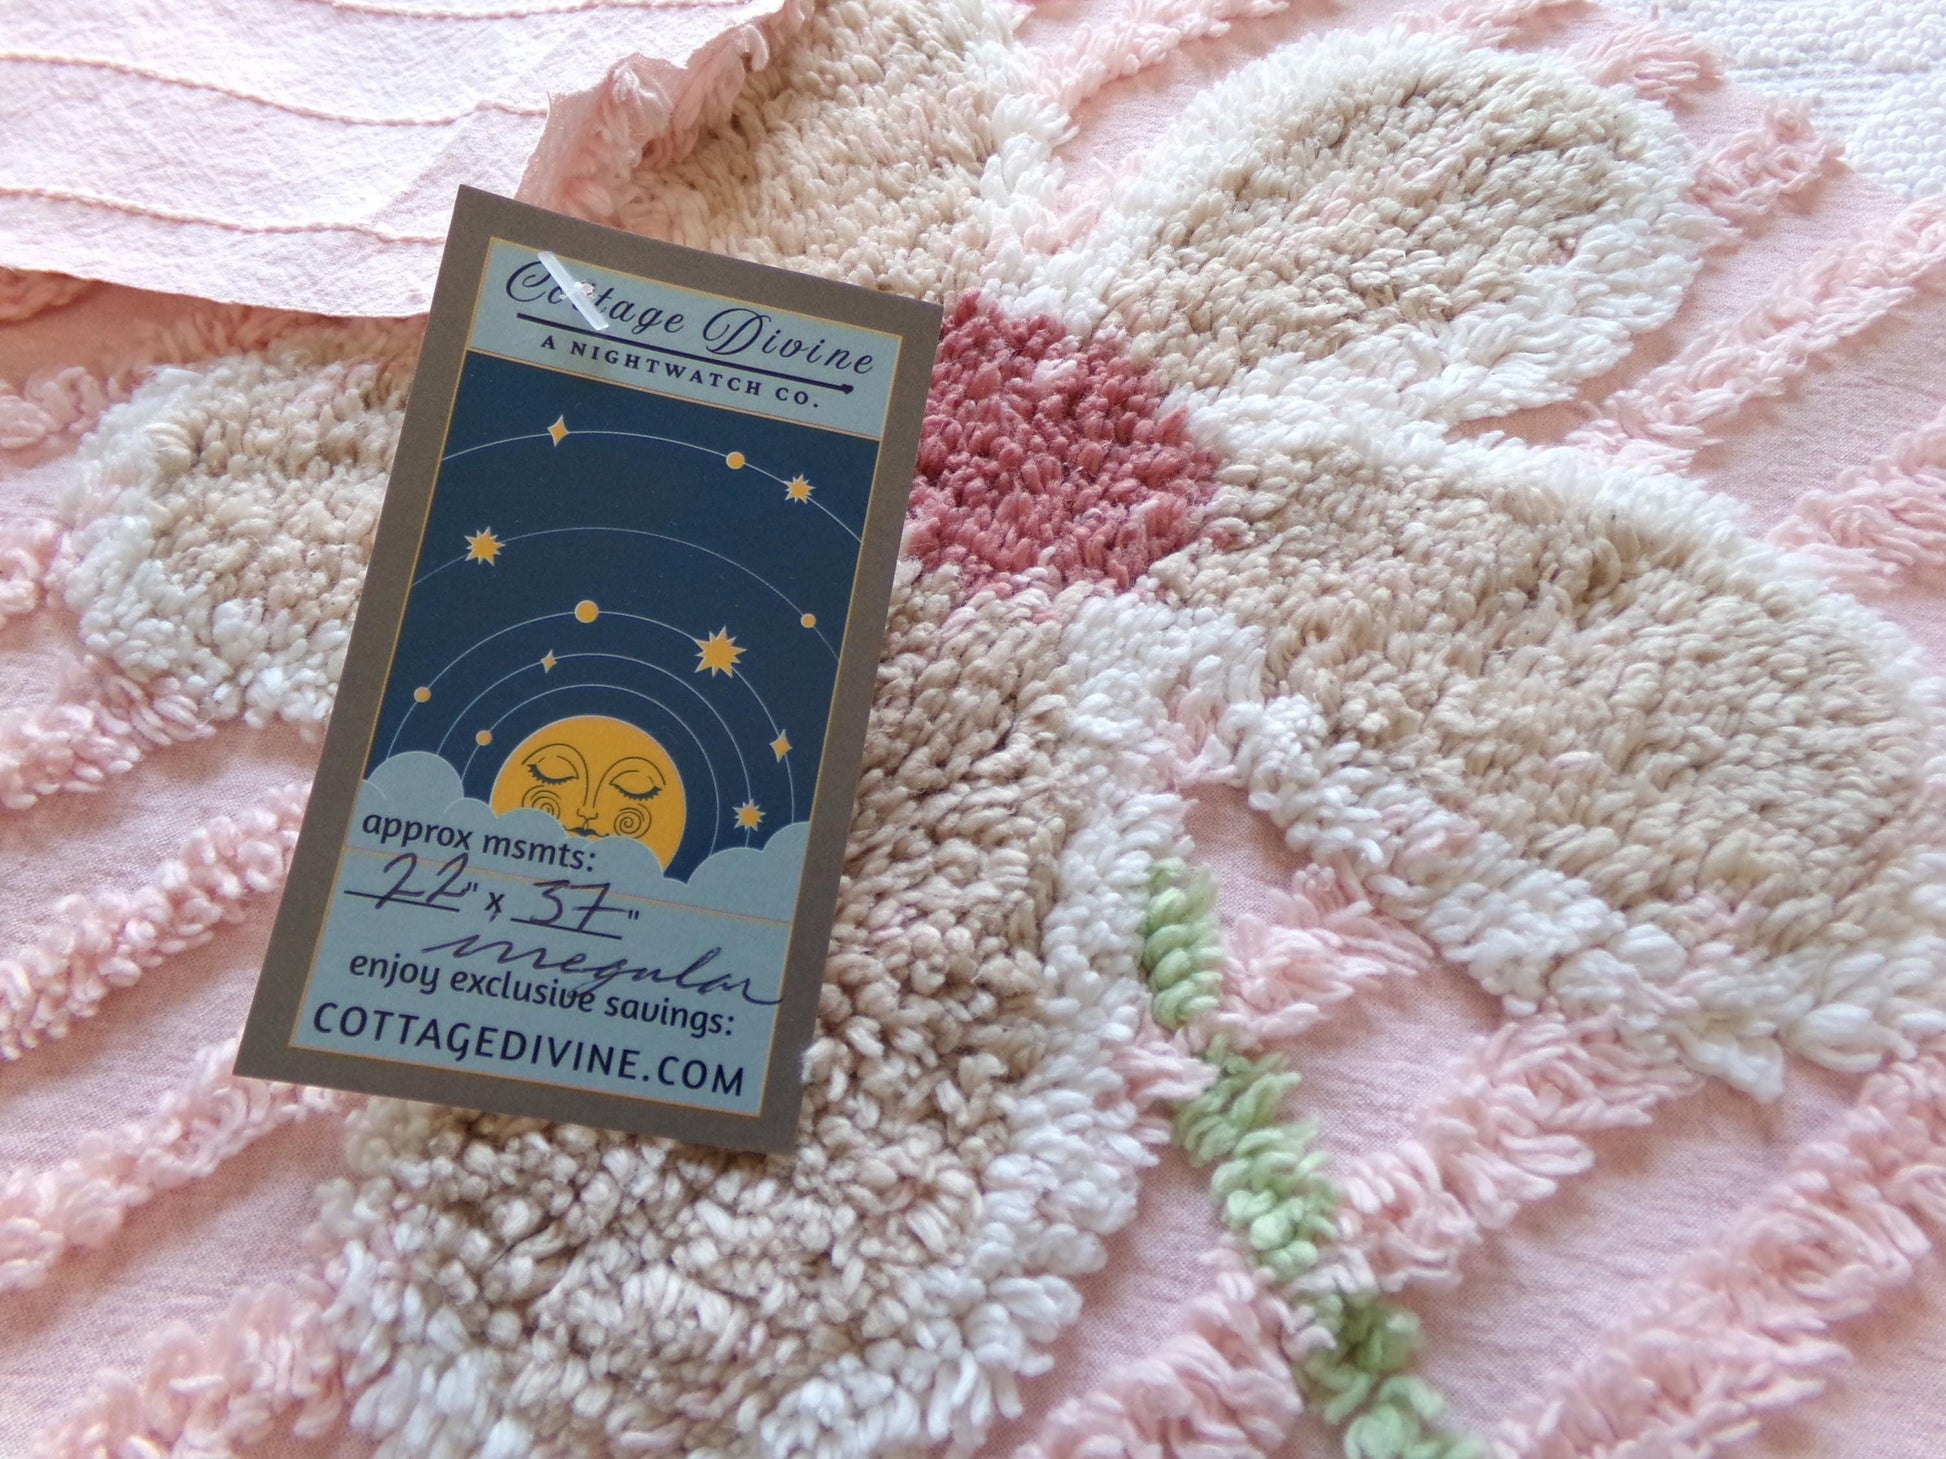 Cottage Divine
A NIGHTWATCH CO.
approx msmts:
22" x 37"
irregular
enjoy exclusive savings:
COTTAGEDIVINE.COM